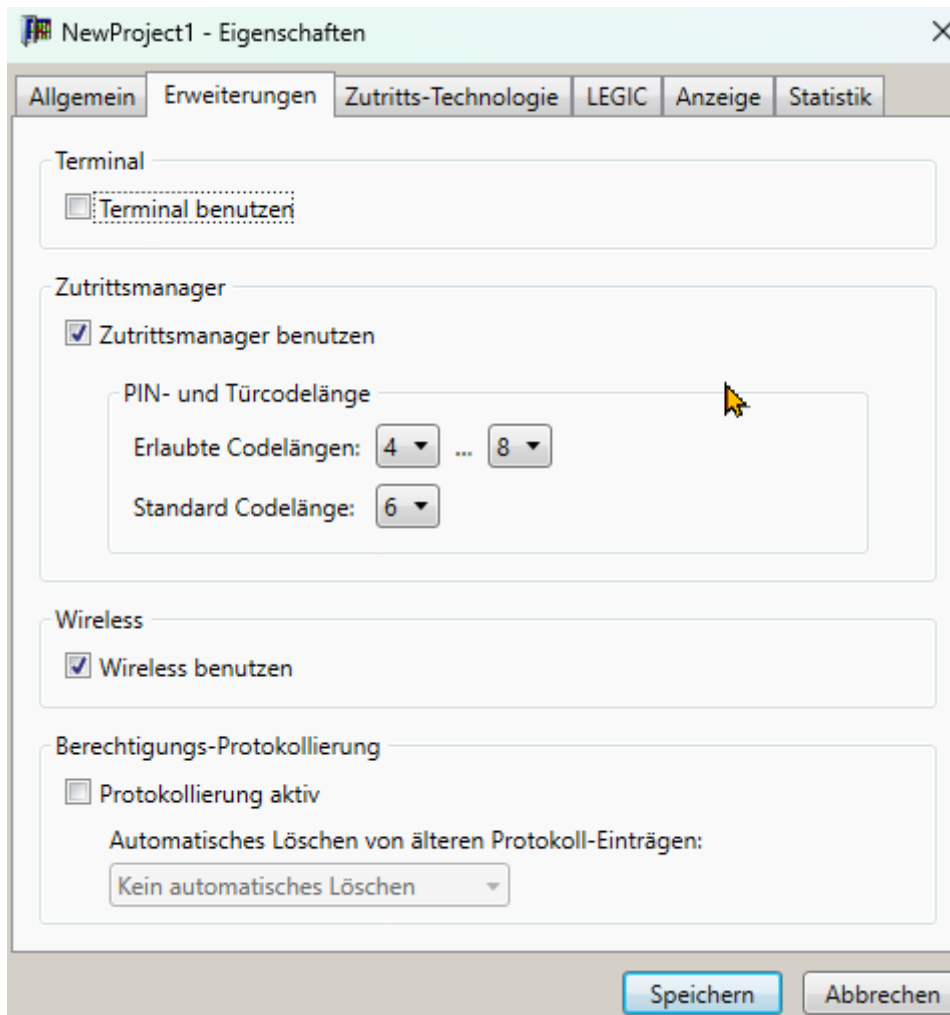 NewProject1 - Eigenschaften
Allgemein Erweiterungen Zutritts-Technologie LEGIC Anzeige Statistik
Terminal
Terminal benutzen
Zutrittsmanager
Zutrittsmanager benutzen
PIN- und Türcodelänge
Erlaubte Codelängen: 4 ... 8
Standard Codelänge: 6
Wireless
Wireless benutzen
Berechtigungs-Protokollierung
Protokollierung aktiv
Automatisches Löschen von älteren Protokoll-Einträgen:
Kein automatisches Löschen
Speichern Abbrechen